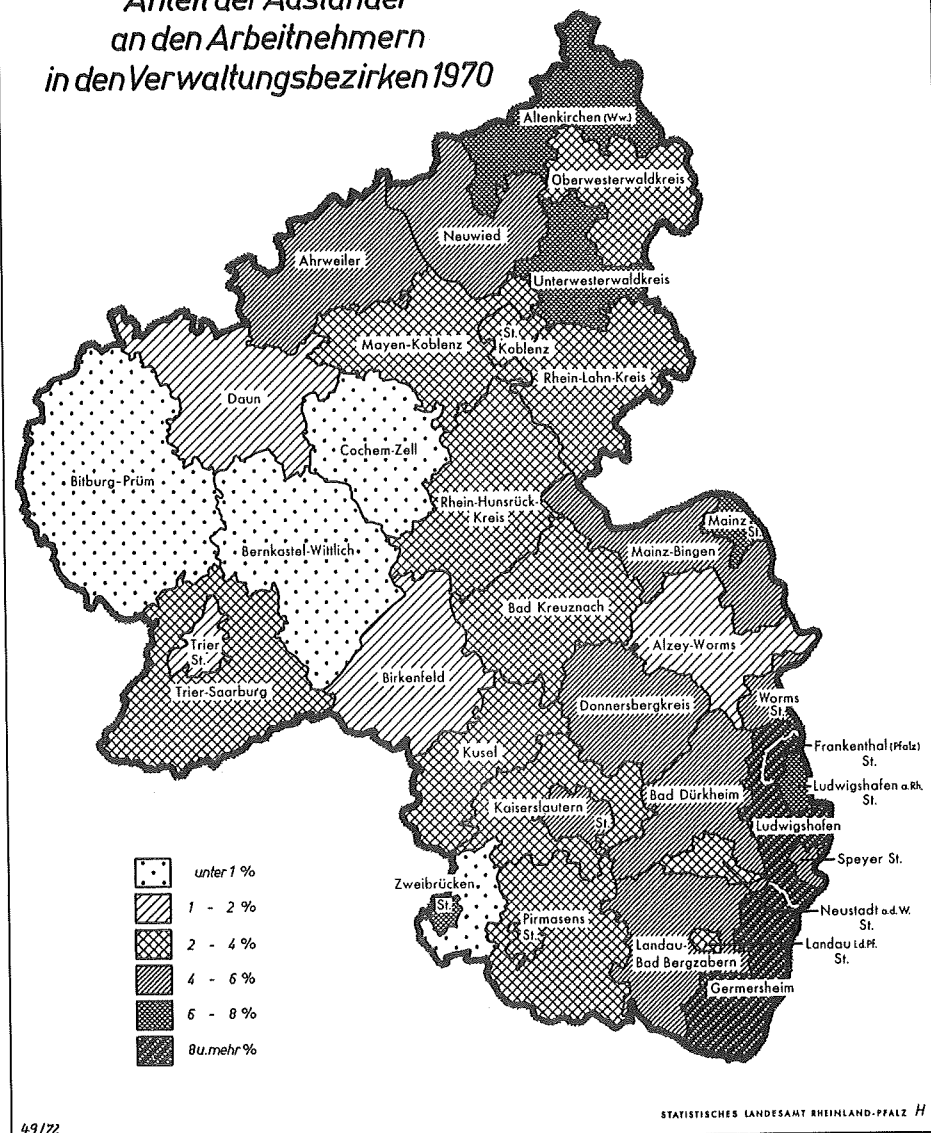 Anteil der Ausländer
an den Arbeitnehmern
in den Verwaltungsbezirken 1970
Altenkirchen (Ww.)
Oberwesterwaldkreis
Neuwied
Ahrweiler
Unterwesterwaldkreis
St.
Koblenz
Mayen-Koblenz
Rhein-Lahn-Kreis
Daun
Cochem-Zell
Bitburg-Prüm
Rhein-Hunsrück-
Kreis
Mainz
St.
Mainz-Bingen
Bernkastel-Wittlich
Bad Kreuznach
Alzey-Worms
Trier
St.
Trier-Saarburg
Birkenfeld
Donnersbergkreis
Worms
St.
Kusel
Frankenthal (Pfalz)
St.
Bad Dürkheim
Ludwigshafen a.Rh.
St.
Kaiserslautern
St.
Ludwigshafen
Speyer St.
Zweibrücken
St.
Neustadt a.d.W.
St.
Pirmasens
St.
Landau-
Bad Bergzabern
Landau i.d.Pf.
St.
Germersheim
unter 1 %
1 - 2 %
2 - 4 %
4 - 6 %
6 - 8 %
8 u. mehr %
STATISTISCHES LANDESAMT RHEINLAND-PFALZ H
49/72